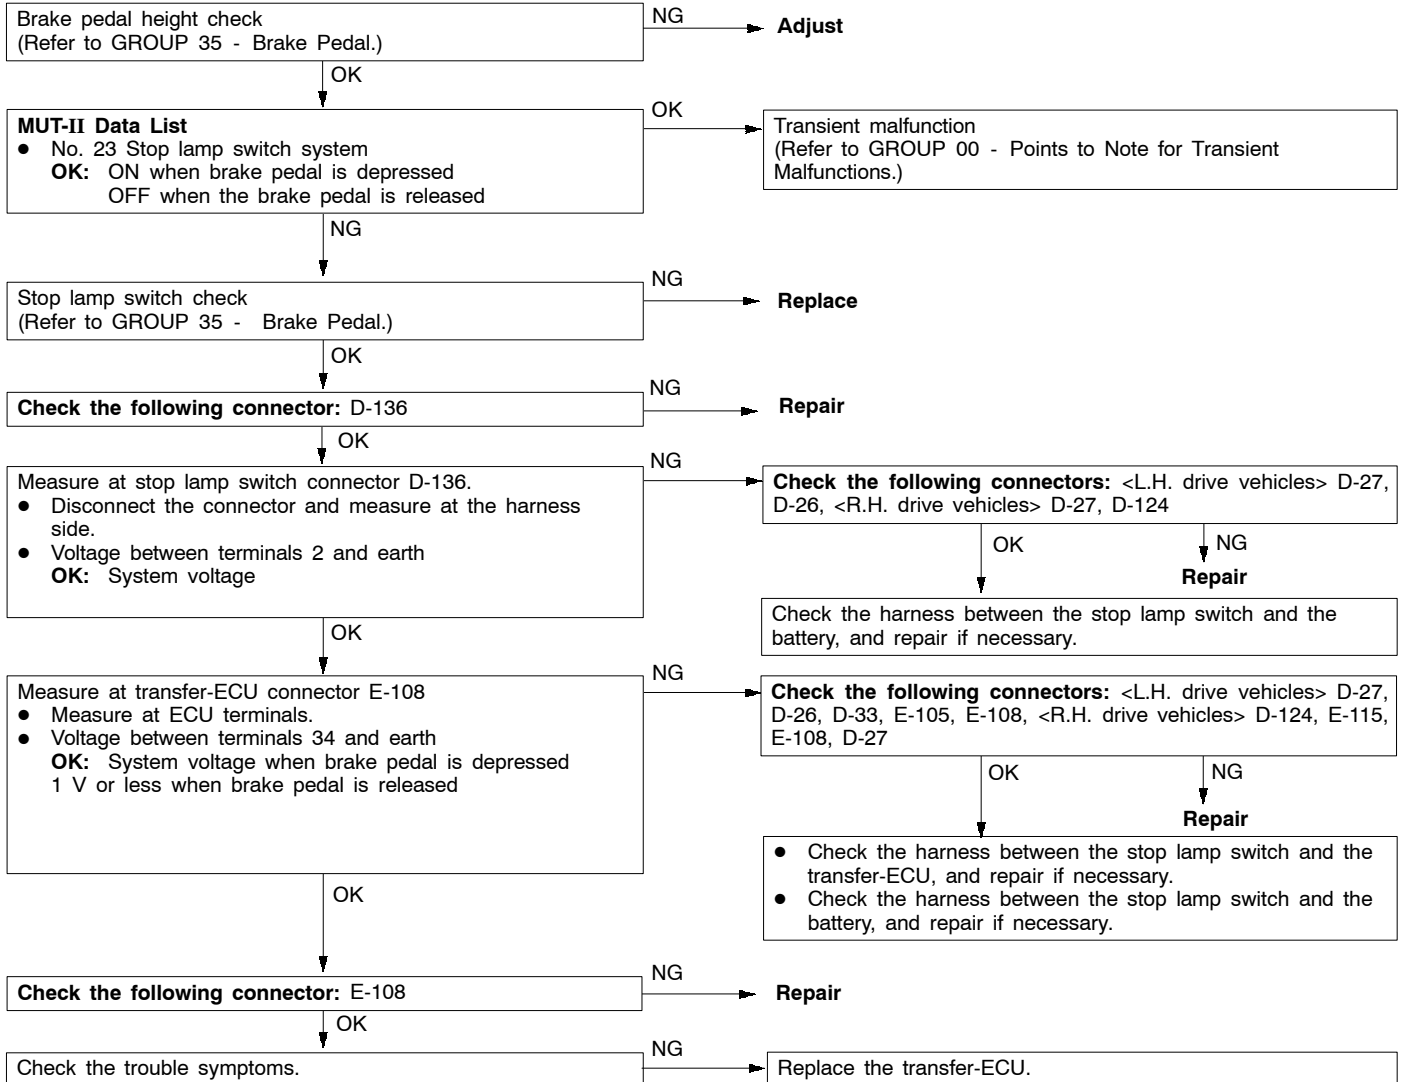 Brake pedal height check
(Refer to GROUP 35 - Brake Pedal.)
NG
Adjust
OK
MUT-II Data List
● No. 23 Stop lamp switch system
OK: ON when brake pedal is depressed
OFF when the brake pedal is released
OK
Transient malfunction
(Refer to GROUP 00 - Points to Note for Transient
Malfunctions.)
NG
Stop lamp switch check
(Refer to GROUP 35 - Brake Pedal.)
NG
Replace
OK
Check the following connector: D-136
NG
Repair
OK
Measure at stop lamp switch connector D-136.
● Disconnect the connector and measure at the harness
side.
● Voltage between terminals 2 and earth
OK: System voltage
NG
Check the following connectors: <L.H. drive vehicles> D-27,
D-26, <R.H. drive vehicles> D-27, D-124
OK
NG
Repair
Check the harness between the stop lamp switch and the
battery, and repair if necessary.
OK
Measure at transfer-ECU connector E-108
● Measure at ECU terminals.
● Voltage between terminals 34 and earth
OK: System voltage when brake pedal is depressed
1 V or less when brake pedal is released
NG
Check the following connectors: <L.H. drive vehicles> D-27,
D-26, D-33, E-105, E-108, <R.H. drive vehicles> D-124, E-115,
E-108, D-27
OK
NG
Repair
● Check the harness between the stop lamp switch and the
transfer-ECU, and repair if necessary.
● Check the harness between the stop lamp switch and the
battery, and repair if necessary.
OK
Check the following connector: E-108
NG
Repair
OK
Check the trouble symptoms.
NG
Replace the transfer-ECU.